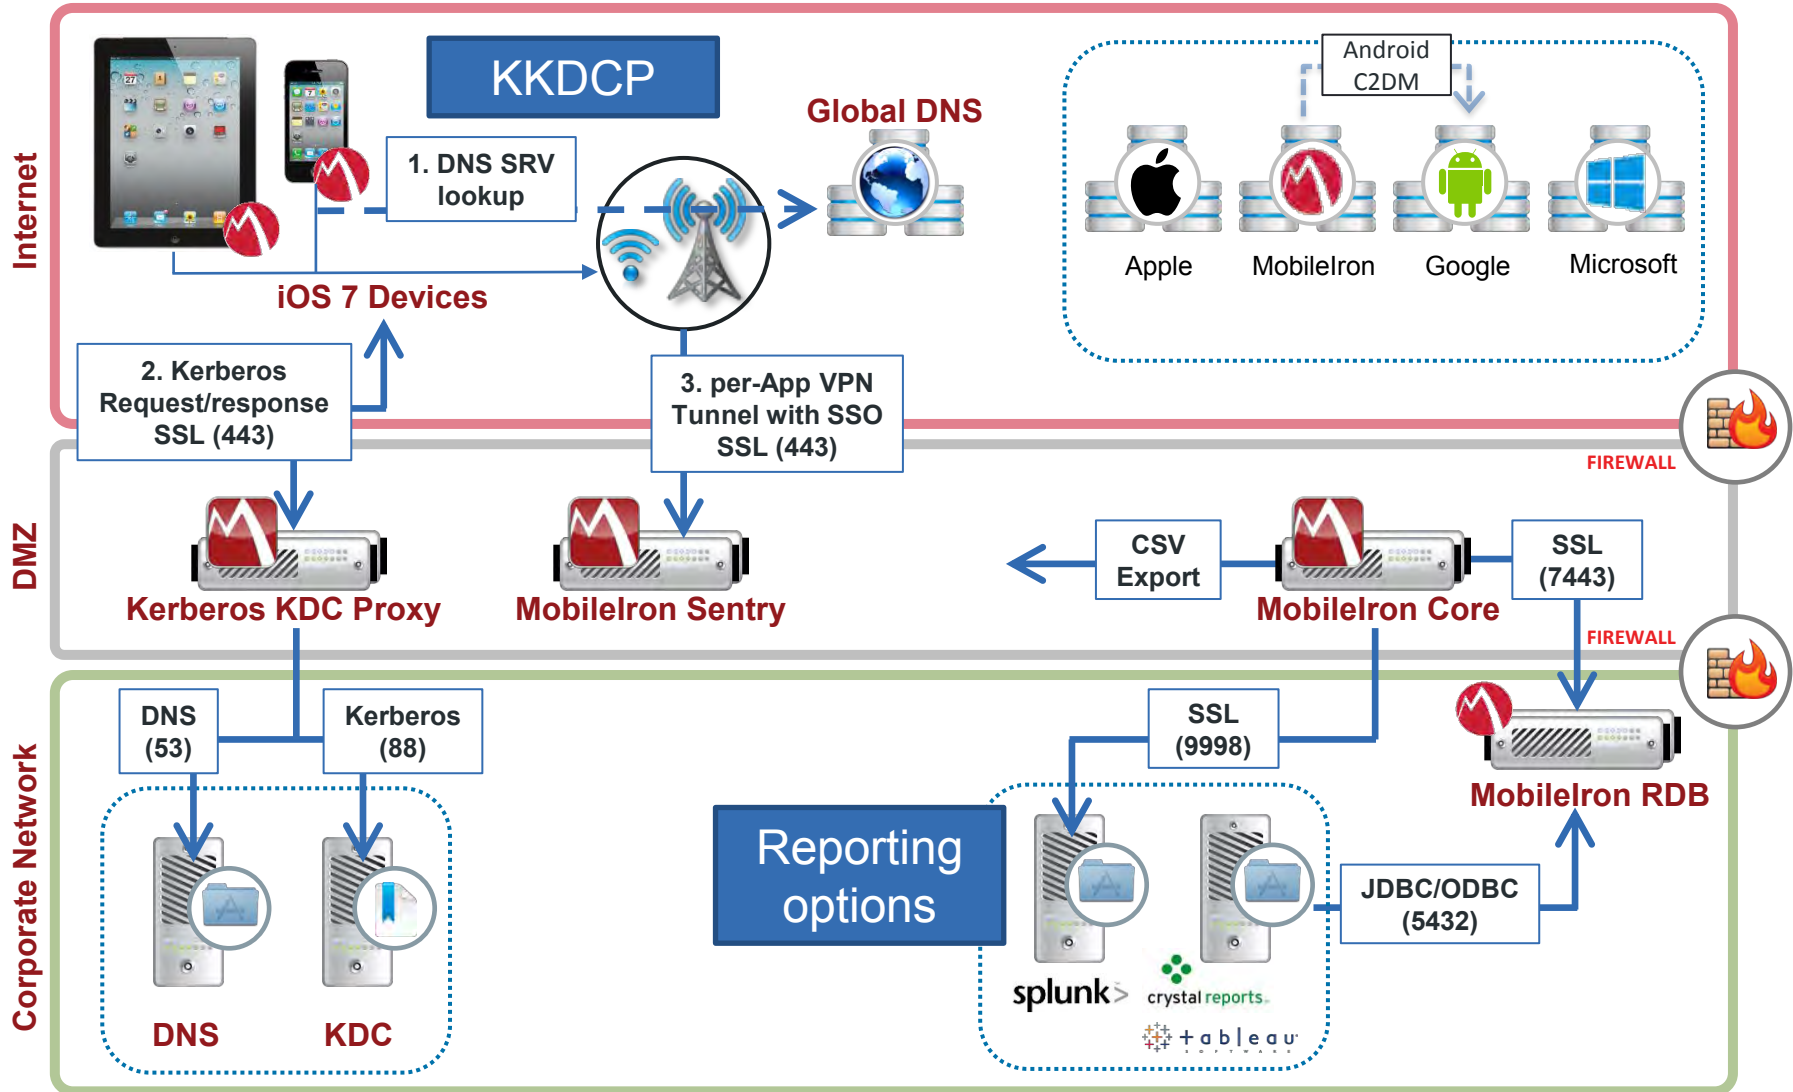 Internet
KKDCP
Global DNS
Android
C2DM
1. DNS SRV
lookup
Apple
MobileIron
Google
Microsoft
iOS 7 Devices
2. Kerberos
Request/response
SSL (443)
3. per-App VPN
Tunnel with SSO
SSL (443)
FIREWALL
DMZ
CSV
Export
SSL
(7443)
Kerberos KDC Proxy
MobileIron Sentry
MobileIron Core
FIREWALL
Corporate Network
DNS
(53)
Kerberos
(88)
SSL
(9998)
MobileIron RDB
Reporting
options
JDBC/ODBC
(5432)
splunk>
crystal reports
+ableau
SOFTWARE
DNS
KDC